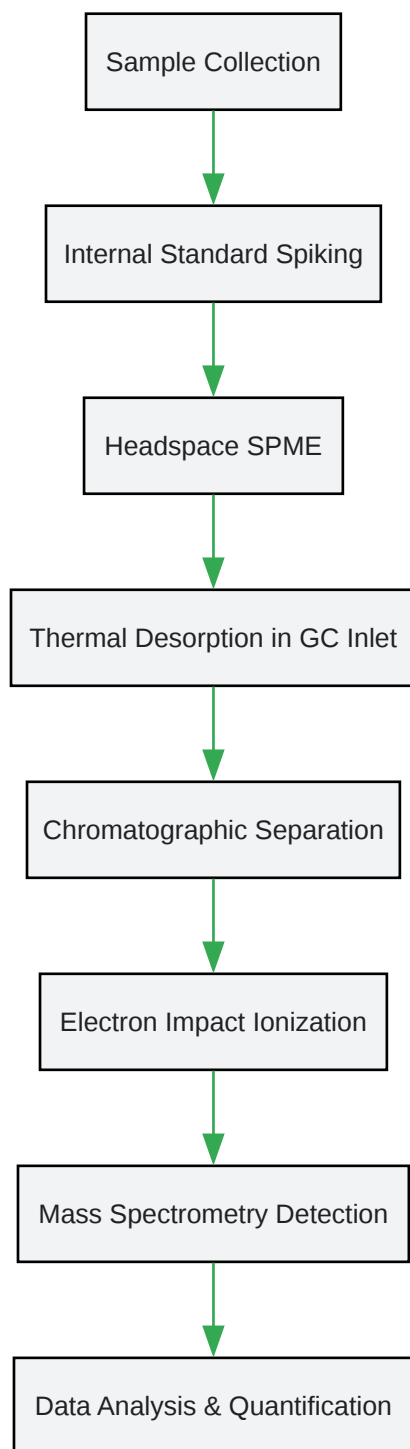 Sample Collection
Internal Standard Spiking
Headspace SPME
Thermal Desorption in GC Inlet
Chromatographic Separation
Electron Impact Ionization
Mass Spectrometry Detection
Data Analysis & Quantification